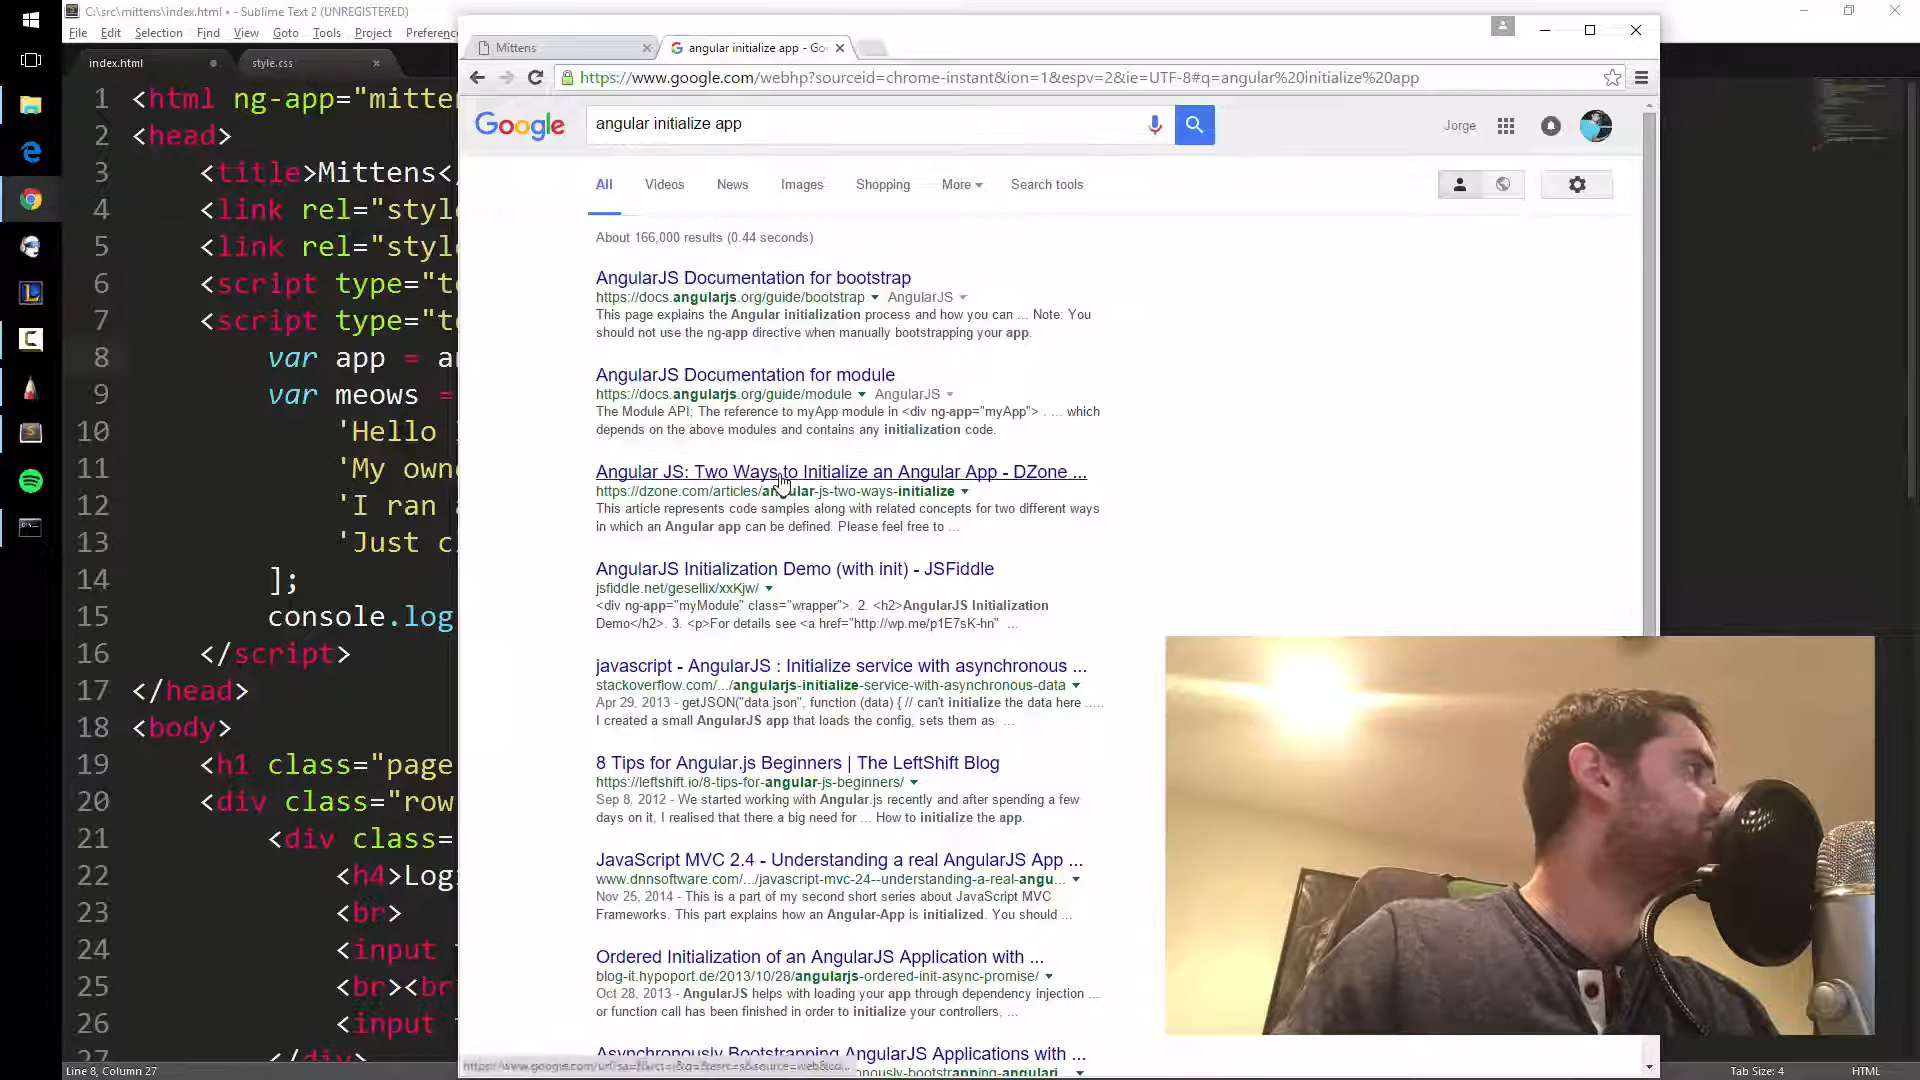 C:\src\mittens\index.html • - Sublime Text 2 (UNREGISTERED)
File Edit Selection Find View Goto Tools Project Preferenc
index.html
style.css
1 <html ng-app="mitte
2 <head>
3 <title>Mittens<
4 <link rel="styl
5 <link rel="styl
6 <script type="t
7 <script type="t
8 var app = a
9 var meows =
10 'Hello
11 'My own
12 'I ran
13 'Just c
14 ];
15 console.log
16 </script>
17 </head>
18 <body>
19 <h1 class="page
20 <div class="row
21 <div class=
22 <h4>Log
23 <br>
24 <input
25 <br><br
26 <input
27 </div>
Line 8, Column 27
Tab Size: 4
HTML
Mittens
angular initialize app - Go
https://www.google.com/webhp?sourceid=chrome-instant&ion=1&espv=2&ie=UTF-8#q=angular%20initialize%20app
Google
angular initialize app
Jorge
All Videos News Images Shopping More Search tools
About 166,000 results (0.44 seconds)
AngularJS Documentation for bootstrap
https://docs.angularjs.org/guide/bootstrap AngularJS
This page explains the Angular initialization process and how you can ... Note: You
should not use the ng-app directive when manually bootstrapping your app.
AngularJS Documentation for module
https://docs.angularjs.org/guide/module AngularJS
The Module API; The reference to myApp module in <div ng-app="myApp"> . ... which
depends on the above modules and contains any initialization code.
Angular JS: Two Ways to Initialize an Angular App - DZone ...
https://dzone.com/articles/angular-js-two-ways-initialize
This article represents code samples along with related concepts for two different ways
in which an Angular app can be defined. Please feel free to ...
AngularJS Initialization Demo (with init) - JSFiddle
jsfiddle.net/gesellix/xxKjw/
<div ng-app="myModule" class="wrapper">. 2. <h2>AngularJS Initialization
Demo</h2>. 3. <p>For details see <a href="http://wp.me/p1E7sK-hn" ...
javascript - AngularJS : Initialize service with asynchronous ...
stackoverflow.com/.../angularjs-initialize-service-with-asynchronous-data
Apr 29, 2013 - getJSON("data.json", function (data) { // can't initialize the data here .....
I created a small AngularJS app that loads the config, sets them as ...
8 Tips for Angular.js Beginners | The LeftShift Blog
https://leftshift.io/8-tips-for-angular-js-beginners/
Sep 8, 2012 - We started working with Angular.js recently and after spending a few
days on it, I realised that there a big need for ... How to initialize the app.
JavaScript MVC 2.4 - Understanding a real AngularJS App ...
www.dnnsoftware.com/.../javascript-mvc-24--understanding-a-real-angu...
Nov 25, 2014 - This is a part of my second short series about JavaScript MVC
Frameworks. This part explains how an Angular-App is initialized. You should ...
Ordered Initialization of an AngularJS Application with ...
blog-it.hypoport.de/2013/10/28/angularjs-ordered-init-async-promise/
Oct 28, 2013 - AngularJS helps with loading your app through dependency injection ...
or function call has been finished in order to initialize your controllers, ...
Asynchronously Bootstrapping AngularJS Applications with ...